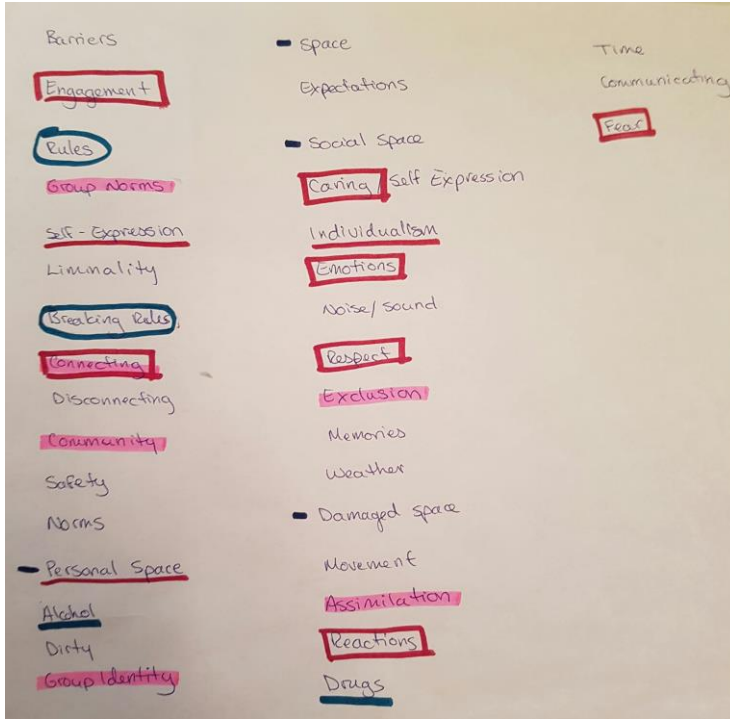 Barriers
Engagement
Rules
Group Norms
Self-Expression
Liminality
Breaking Rules
Connecting
Disconnecting
Community
Safety
Norms
- Personal Space
Alcohol
Dirty
Group Identity
- Space
Expectations
- Social Space
Caring / Self Expression
Individualism
Emotions
Noise/Sound
Respect
Exclusion
Memories
Weather
- Damaged Space
Movement
Assimilation
Reactions
Drugs
Time
Communicating
Fear